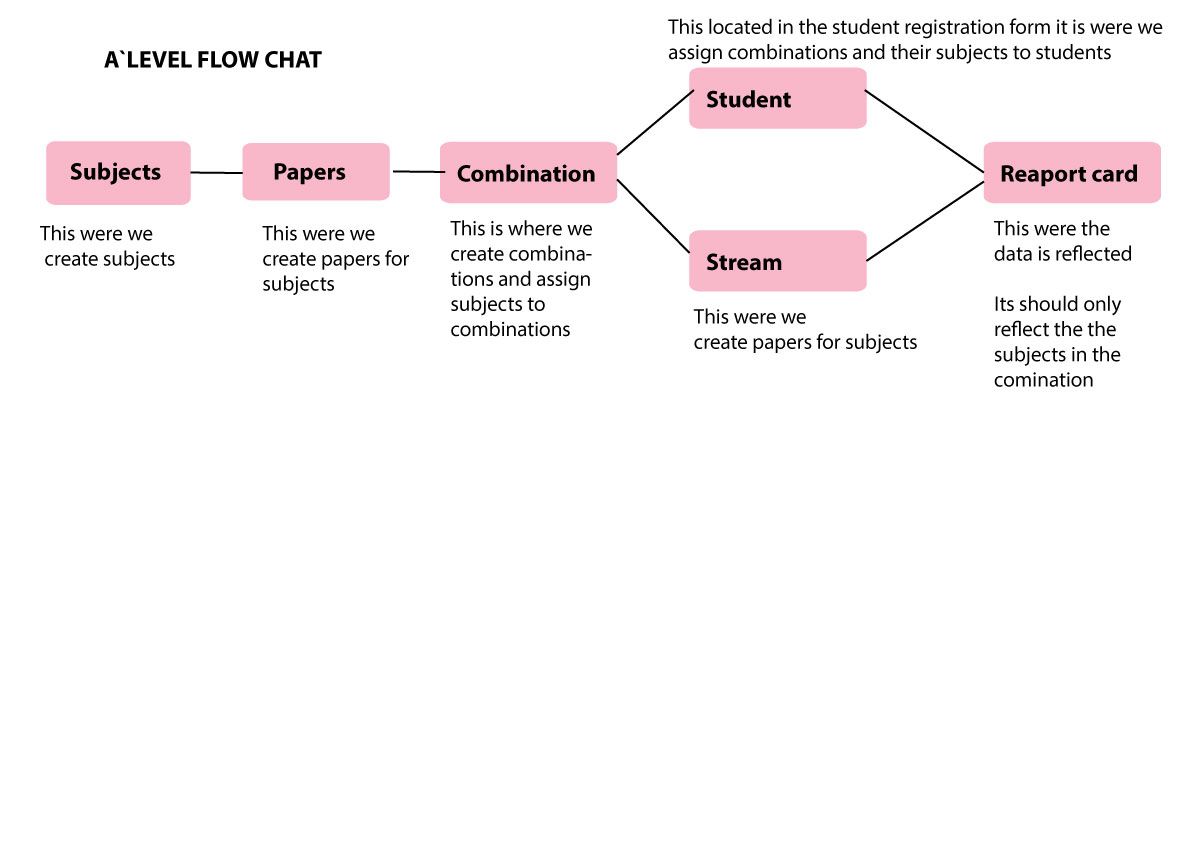 A`LEVEL FLOW CHAT
This located in the student registration form it is were we
assign combinations and their subjects to students
Subjects
This were we
create subjects
Papers
This were we
create papers for
subjects
Combination
This is where we
create combina-
tions and assign
subjects to
combinations
Student
Stream
This were we
create papers for subjects
Reaport card
This were the
data is reflected
Its should only
reflect the the
subjects in the
comination